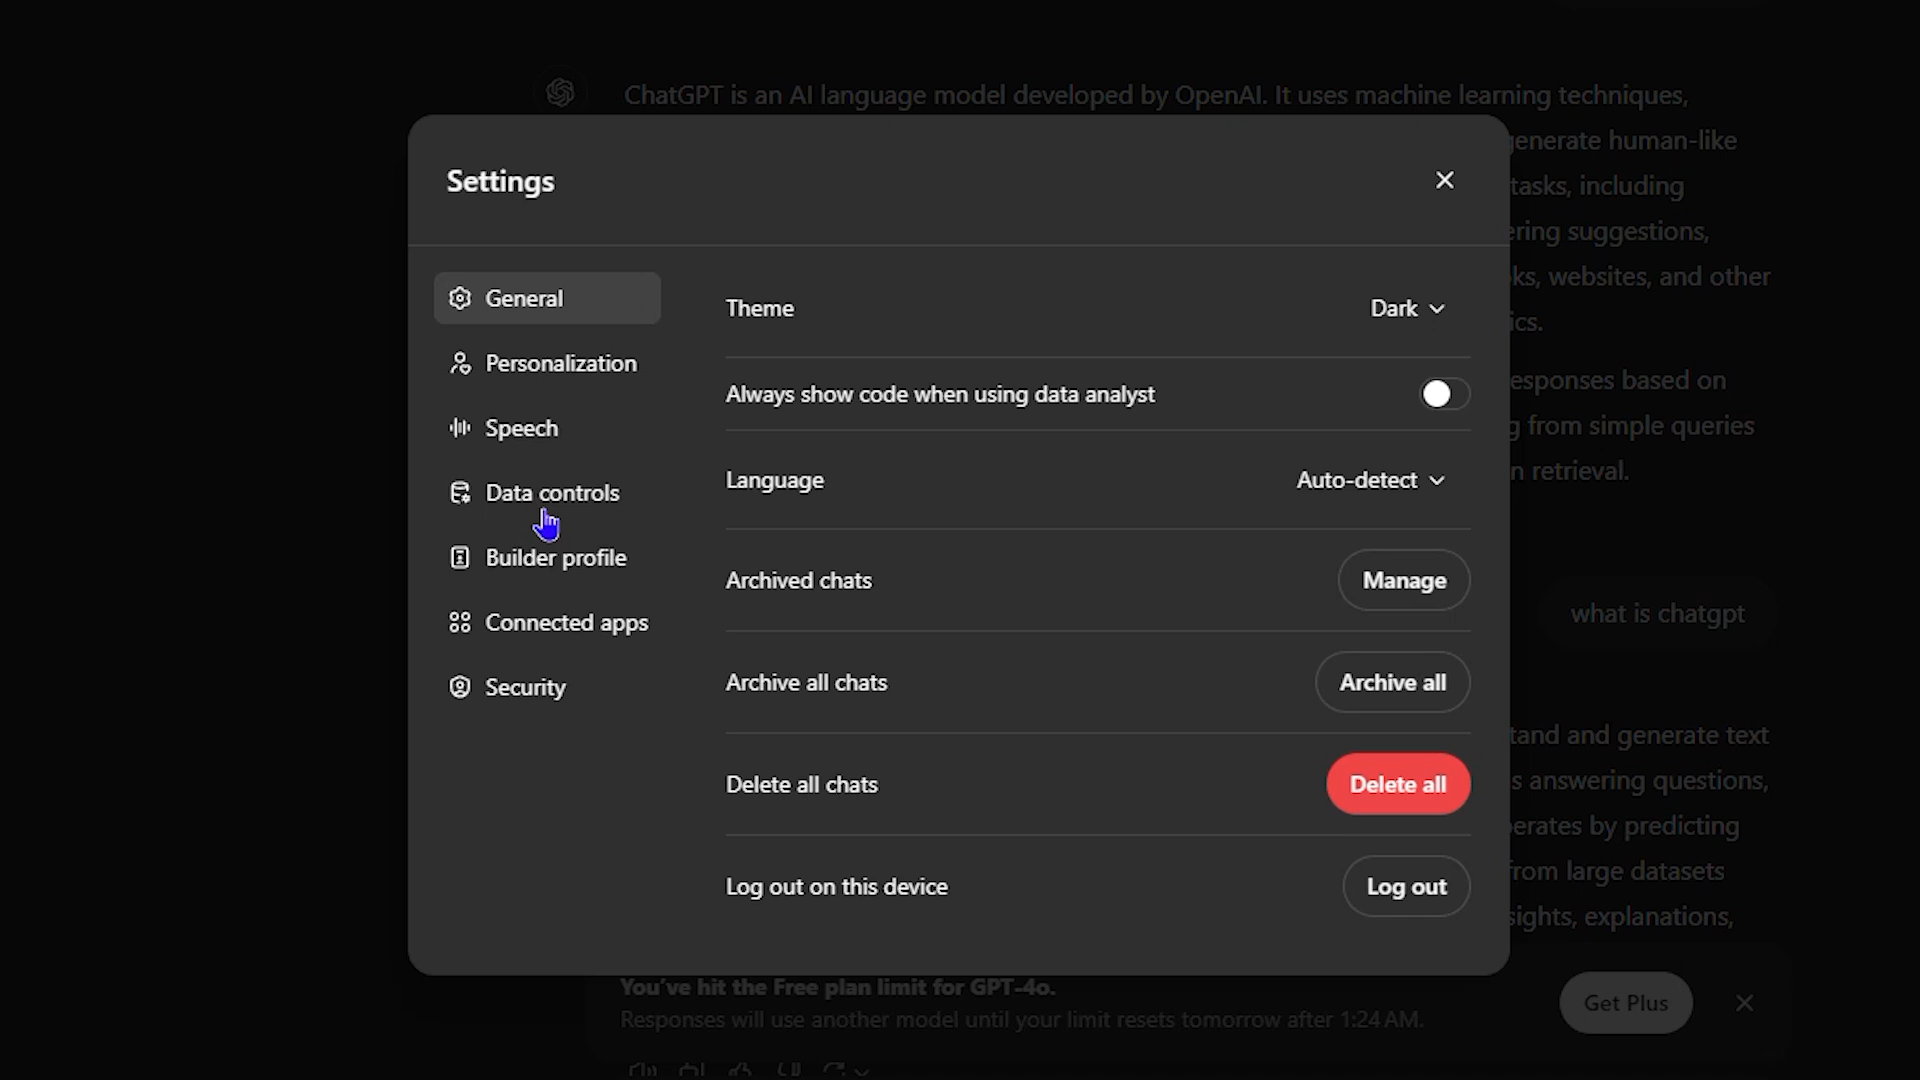 ChatGPT is an AI language model developed by OpenAI. It uses machine learning techniques,
generate human-like
Settings
tasks, including
ering suggestions,
General
Theme
Dark
ks, websites, and other
ics.
Personalization
Always show code when using data analyst
esponses based on
Speech
g from simple queries
Language
Auto-detect
n retrieval.
Data controls
Builder profile
Archived chats
Manage
Connected apps
what is chatgpt
Security
Archive all chats
Archive all
tand and generate text
Delete all chats
Delete all
s answering questions,
erates by predicting
Log out on this device
Log out
from large datasets
sights, explanations,
You've hit the Free plan limit for GPT-4o.
Responses will use another model until your limit resets tomorrow after 1:24 AM.
Get Plus